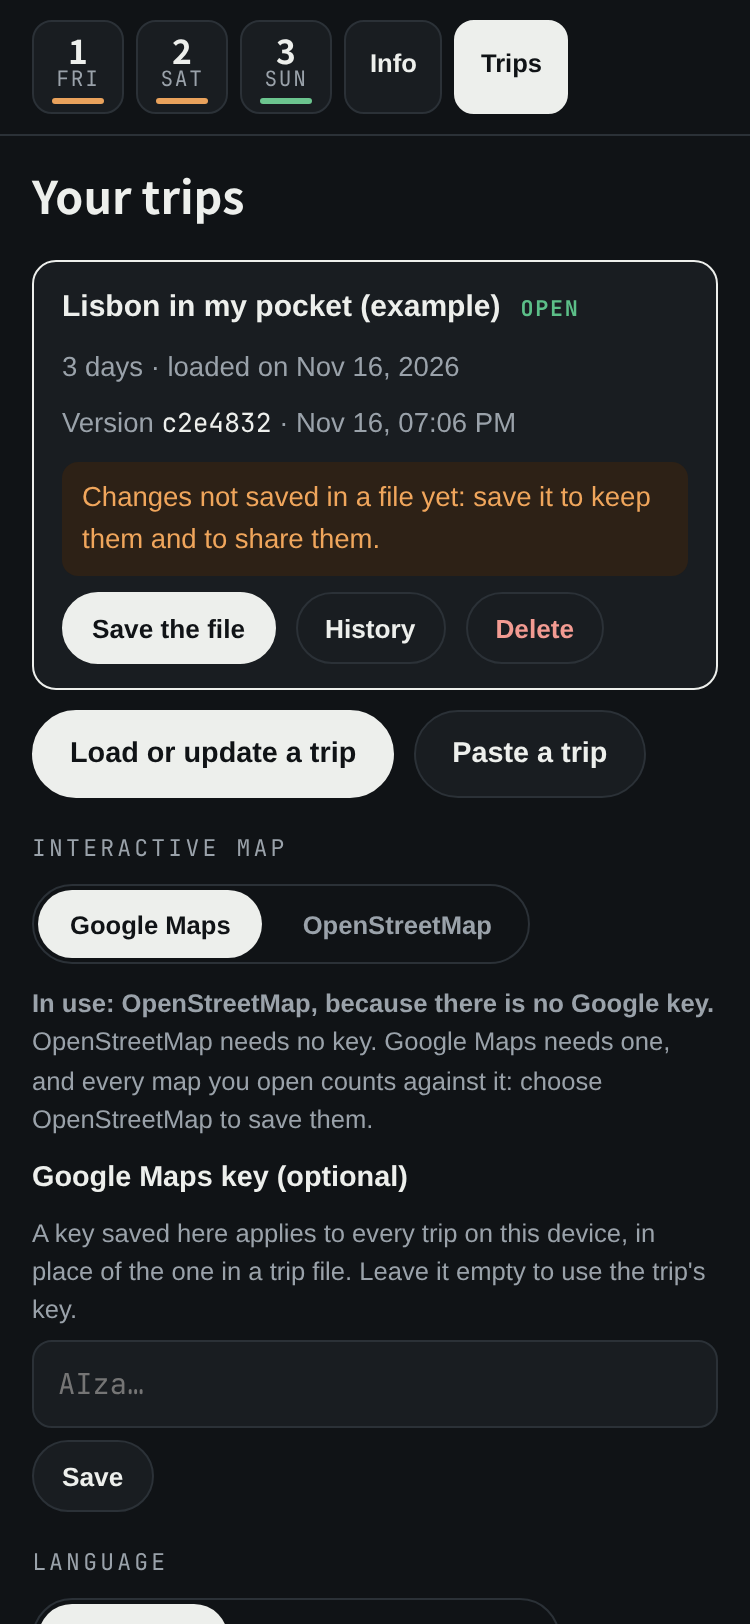 1 FRI
2 SAT
3 SUN
Info
Trips
Your trips
Lisbon in my pocket (example) OPEN
3 days · loaded on Nov 16, 2026
Version c2e4832 · Nov 16, 07:06 PM
Changes not saved in a file yet: save it to keep
them and to share them.
Save the file
History
Delete
Load or update a trip
Paste a trip
INTERACTIVE MAP
Google Maps
OpenStreetMap
In use: OpenStreetMap, because there is no Google key.
OpenStreetMap needs no key. Google Maps needs one,
and every map you open counts against it: choose
OpenStreetMap to save them.
Google Maps key (optional)
A key saved here applies to every trip on this device, in
place of the one in a trip file. Leave it empty to use the trip's
key.
AIza…
Save
LANGUAGE